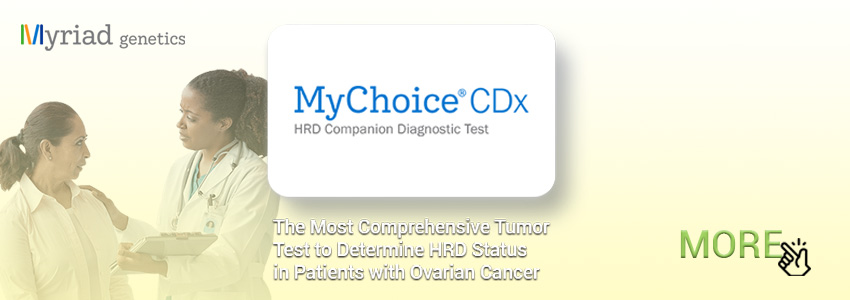 Myriad genetics
MyChoice® CDx
HRD Companion Diagnostic Test
The Most Comprehensive Tumor
Test to Determine HRD Status
in Patients with Ovarian Cancer
MORE